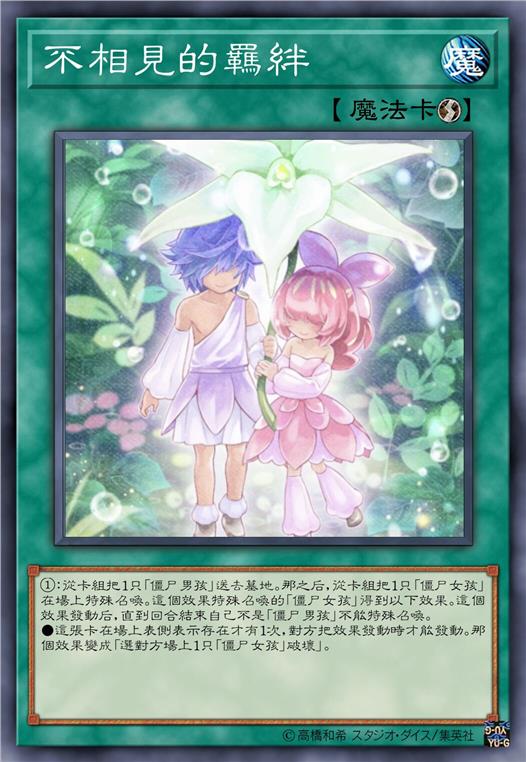 不相見的羈絆
魔
【魔法卡】
①:從卡組把1只「僵尸男孩」送去墓地。那之后,從卡組把1只「僵尸女孩」
在場上特殊召喚。這個效果特殊召喚的「僵尸女孩」得到以下效果。這個
效果發動后,直到回合結束自己不是「僵尸男孩」不能特殊召喚。
●這張卡在場上表側表示存在才有1次,對方把效果發動時才能發動。那
個效果變成「選對方場上1只「僵尸女孩」破壞」。
©高橋和希 スタジオ・ダイス/集英社
YU-G
YU-G